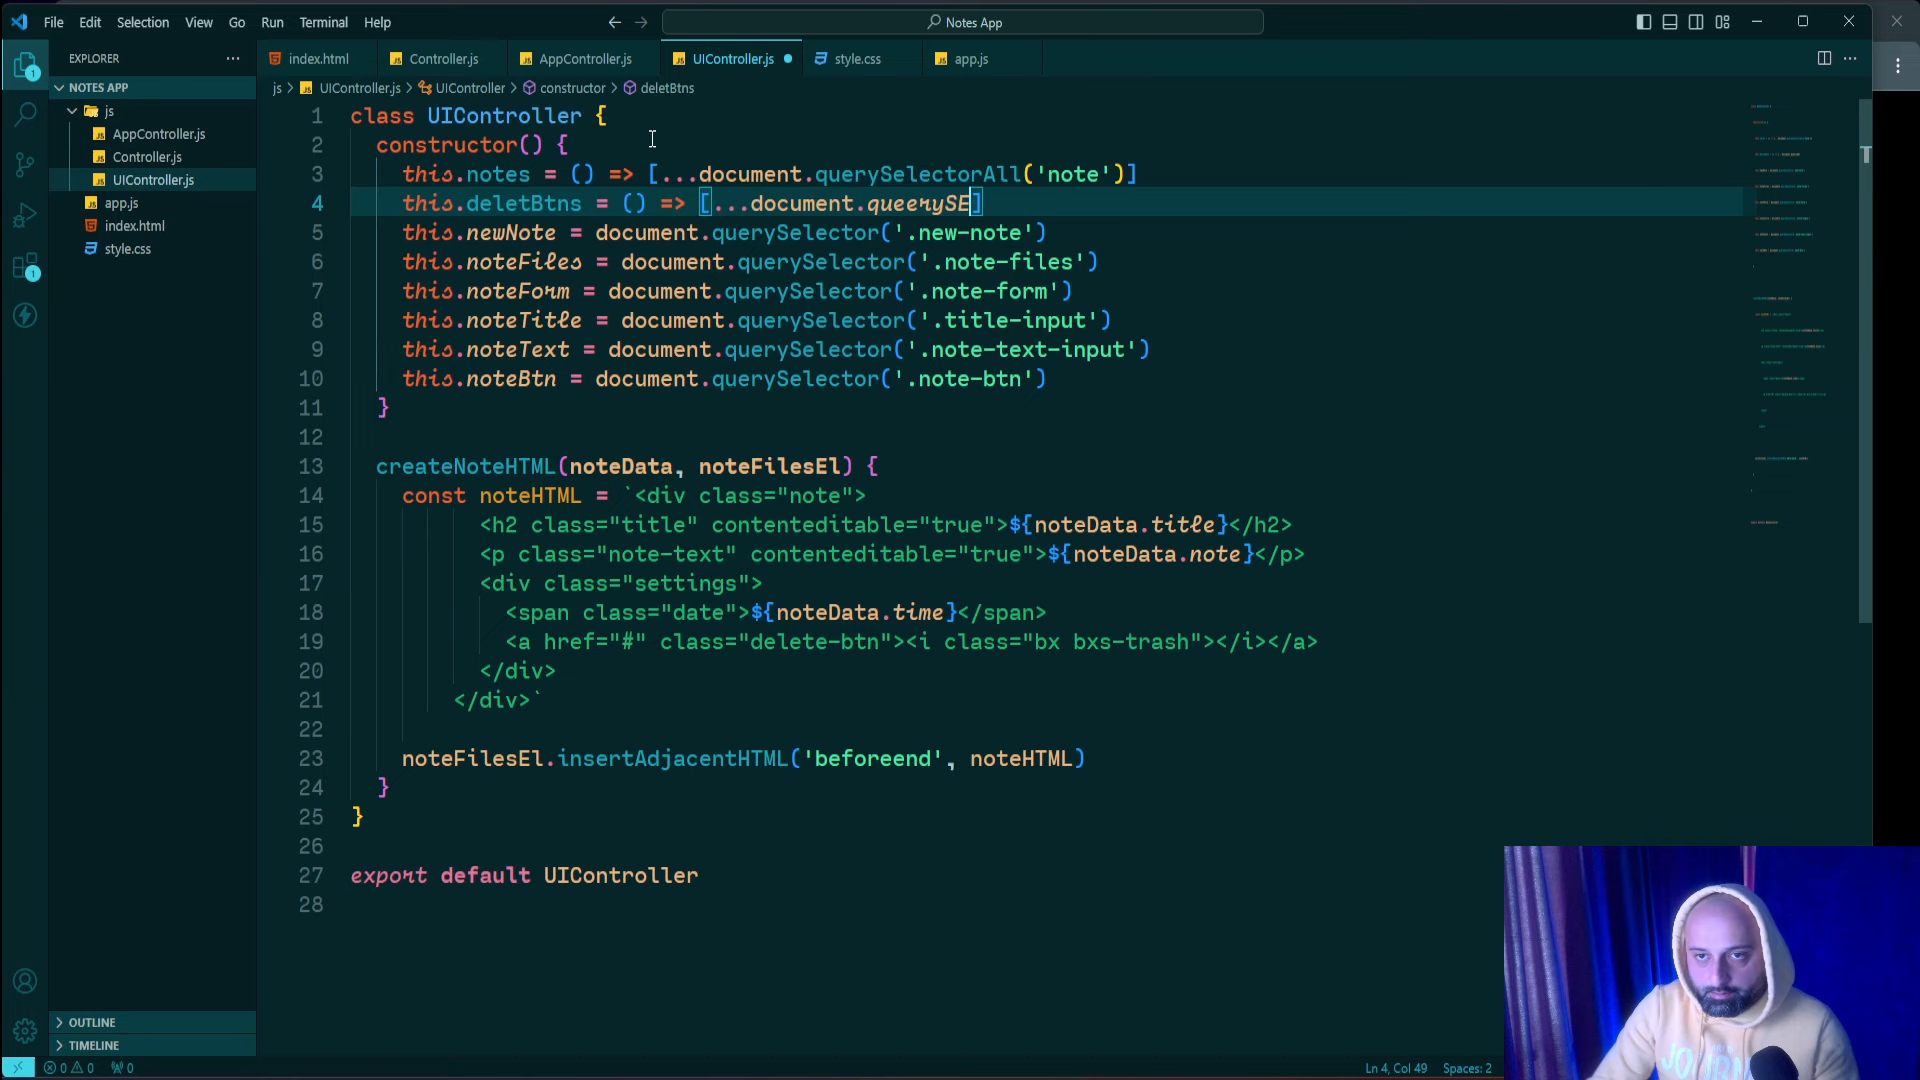 File Edit Selection View Go Run Terminal Help
Notes App
EXPLORER
NOTES APP
js
AppController.js
Controller.js
UIController.js
app.js
index.html
style.css
OUTLINE
TIMELINE
1
1
index.html Controller.js AppController.js UIController.js style.css app.js
js > UIController.js > UIController > constructor > deletBtns
1 class UIController {
2 constructor() {
3 this.notes = () => [...document.querySelectorAll('note')]
4 this.deletBtns = () => [...document.queerySE]
5 this.newNote = document.querySelector('.new-note')
6 this.noteFiles = document.querySelector('.note-files')
7 this.noteForm = document.querySelector('.note-form')
8 this.noteTitle = document.querySelector('.title-input')
9 this.noteText = document.querySelector('.note-text-input')
10 this.noteBtn = document.querySelector('.note-btn')
11 }
12
13 createNoteHTML(noteData, noteFilesEl) {
14 const noteHTML = `<div class="note">
15 <h2 class="title" contenteditable="true">${noteData.title}</h2>
16 <p class="note-text" contenteditable="true">${noteData.note}</p>
17 <div class="settings">
18 <span class="date">${noteData.time}</span>
19 <a href="#" class="delete-btn"><i class="bx bxs-trash"></i></a>
20 </div>
21 </div>`
22
23 noteFilesEl.insertAdjacentHTML('beforeend', noteHTML)
24 }
25 }
26
27 export default UIController
28
0 0 0
Ln 4, Col 49 Spaces: 2